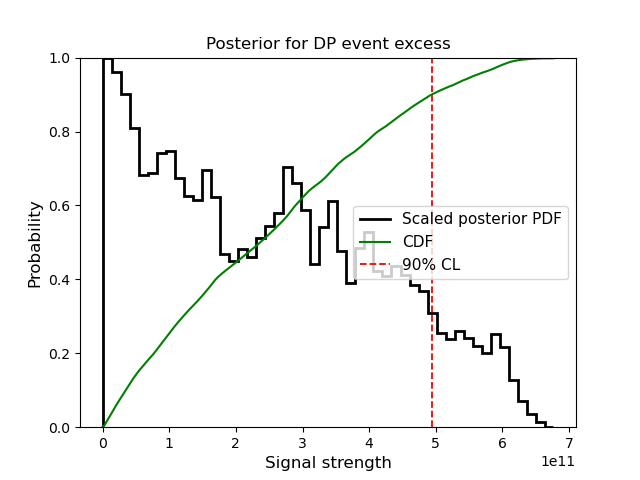 Posterior for DP event excess
Probability
1.0
0.8
0.6
0.4
0.2
0.0
Scaled posterior PDF
CDF
90% CL
0 1 2 3 4 5 6 7
1e11
Signal strength